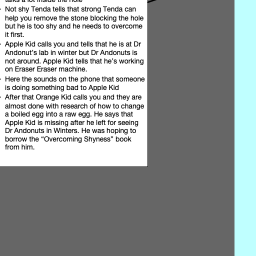 talks a lot inside the hole
• Not shy Tenda tells that strong Tenda can
help you remove the stone blocking the hole
but he is too shy and he needs to overcome
it first.
• Apple Kid calls you and tells that he is at Dr
Andonut's lab in winter but Dr Andonuts is
not around. Apple Kid tells that he's working
on Eraser Eraser machine.
• Here the sounds on the phone that someone
is doing something bad to Apple Kid
• After that Orange Kid calls you and they are
almost done with research of how to change
a boiled egg into a raw egg. He says that
Apple Kid is missing after he left for seeing
Dr Andonuts in Winters. He was hoping to
borrow the "Overcoming Shyness" book
from him.